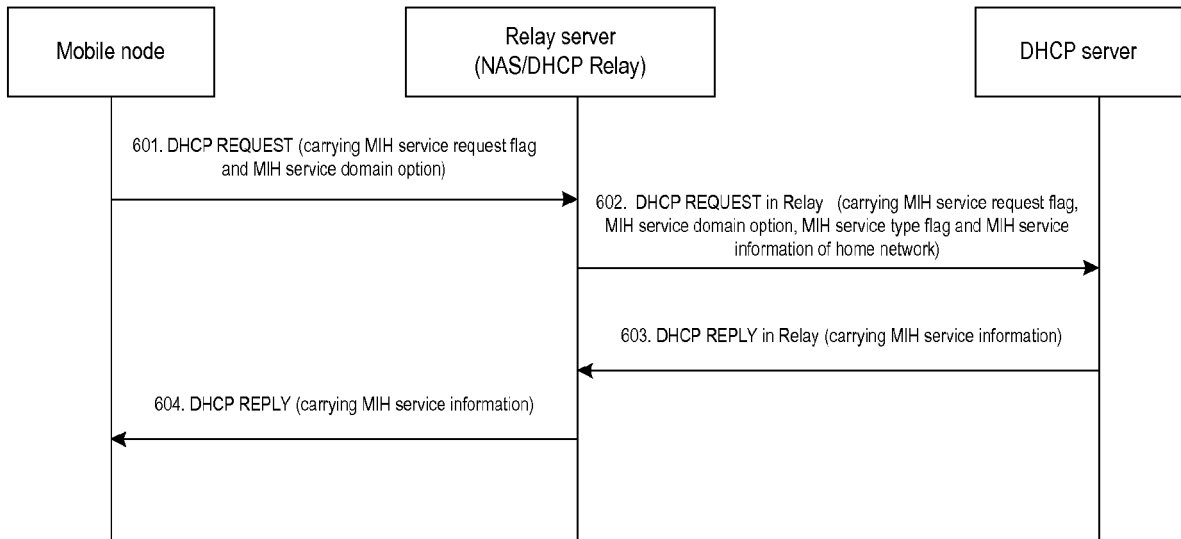 Mobile node
Relay server
(NAS/DHCP Relay)
DHCP server
601. DHCP REQUEST (carrying MIH service request flag
and MIH service domain option)
602. DHCP REQUEST in Relay (carrying MIH service request flag,
MIH service domain option, MIH service type flag and MIH service
information of home network)
603. DHCP REPLY in Relay (carrying MIH service information)
604. DHCP REPLY (carrying MIH service information)